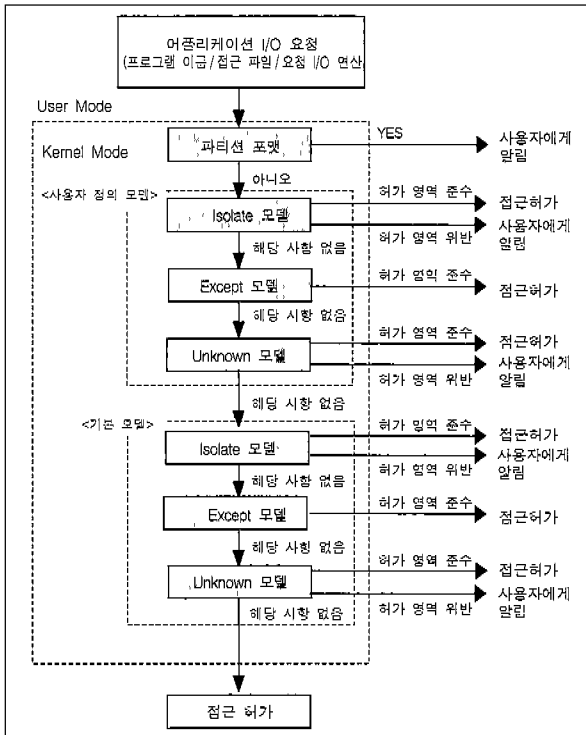 어플리케이션 I/O 요청
(프로그램 이름/접근 파일/요청 I/O 연산)
User Mode
Kernel Mode
파티션 포맷
YES
사용자에게
알림
아니오
<사용자 정의 모델>
Isolate 모델
허가 영역 준수
접근허가
허가 영역 위반
사용자에게
알림
해당 사항 없음
Except 모델
허가 영역 준수
접근허가
해당 사항 없음
Unknown 모델
허가 영역 준수
접근허가
허가 영역 위반
사용자에게
알림
해당 사항 없음
<기본 모델>
Isolate 모델
허가 영역 준수
접근허가
허가 영역 위반
사용자에게
알림
해당 사항 없음
Except 모델
허가 영역 준수
접근허가
해당 사항 없음
Unknown 모델
허가 영역 준수
접근허가
허가 영역 위반
사용자에게
알림
해당 사항 없음
접근 허가